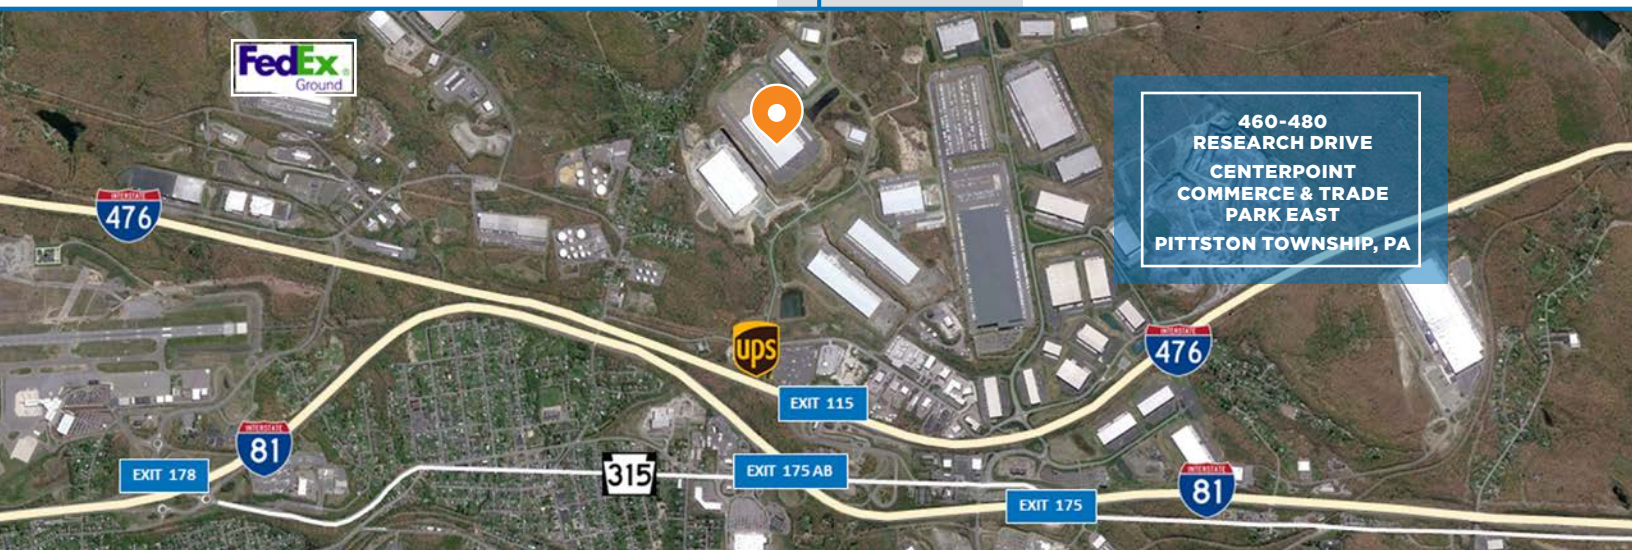 FedEx®
Ground
460-480
RESEARCH DRIVE
CENTERPOINT
COMMERCE & TRADE
PARK EAST
PITTSTON TOWNSHIP, PA
INTERSTATE
476
ups
INTERSTATE
476
EXIT 115
INTERSTATE
81
EXIT 178
315
EXIT 175 AB
INTERSTATE
81
EXIT 175